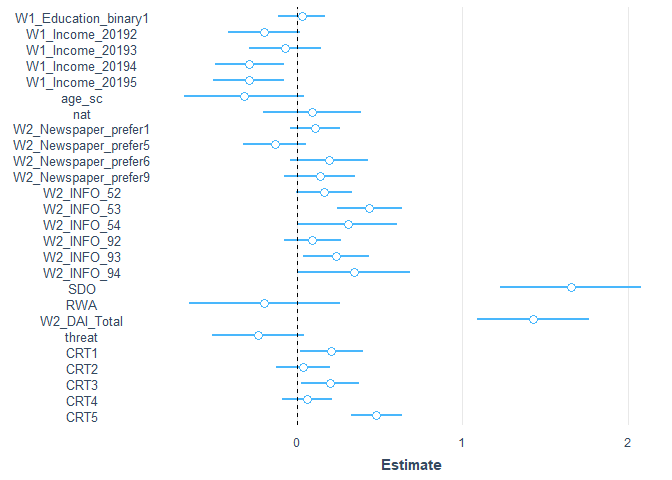 W1_Education_binary1
W1_Income_20192
W1_Income_20193
W1_Income_20194
W1_Income_20195
age_sc
nat
W2_Newspaper_prefer1
W2_Newspaper_prefer5
W2_Newspaper_prefer6
W2_Newspaper_prefer9
W2_INFO_52
W2_INFO_53
W2_INFO_54
W2_INFO_92
W2_INFO_93
W2_INFO_94
SDO
RWA
W2_DAI_Total
threat
CRT1
CRT2
CRT3
CRT4
CRT5
0 1 2
Estimate